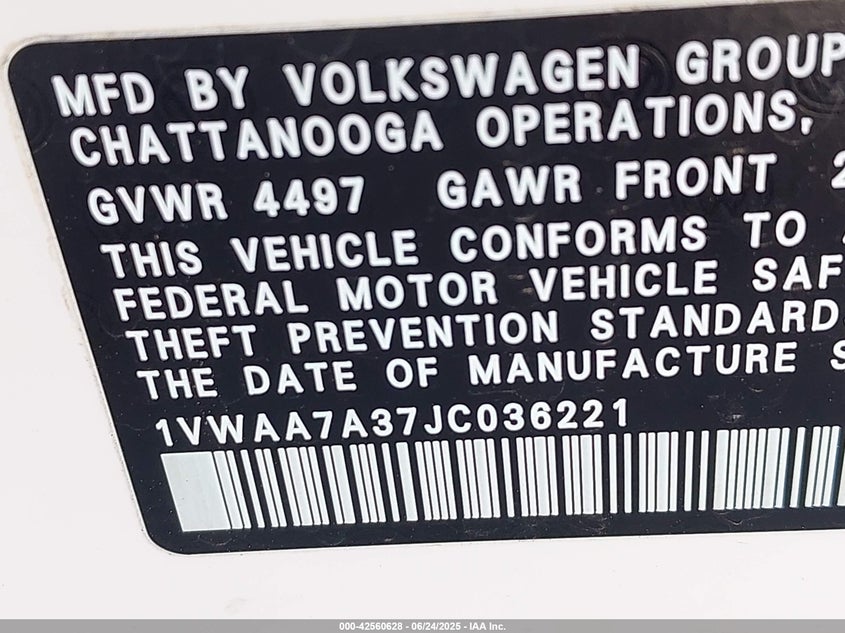 MFD BY VOLKSWAGEN GROUP
CHATTANOOGA OPERATIONS,
GVWR 4497 GAWR FRONT 2
THIS VEHICLE CONFORMS TO
FEDERAL MOTOR VEHICLE SAF
THEFT PREVENTION STANDARD
THE DATE OF MANUFACTURE S
1VWAA7A37JC036221
000-42560628 - 06/24/2025 - IAA Inc.